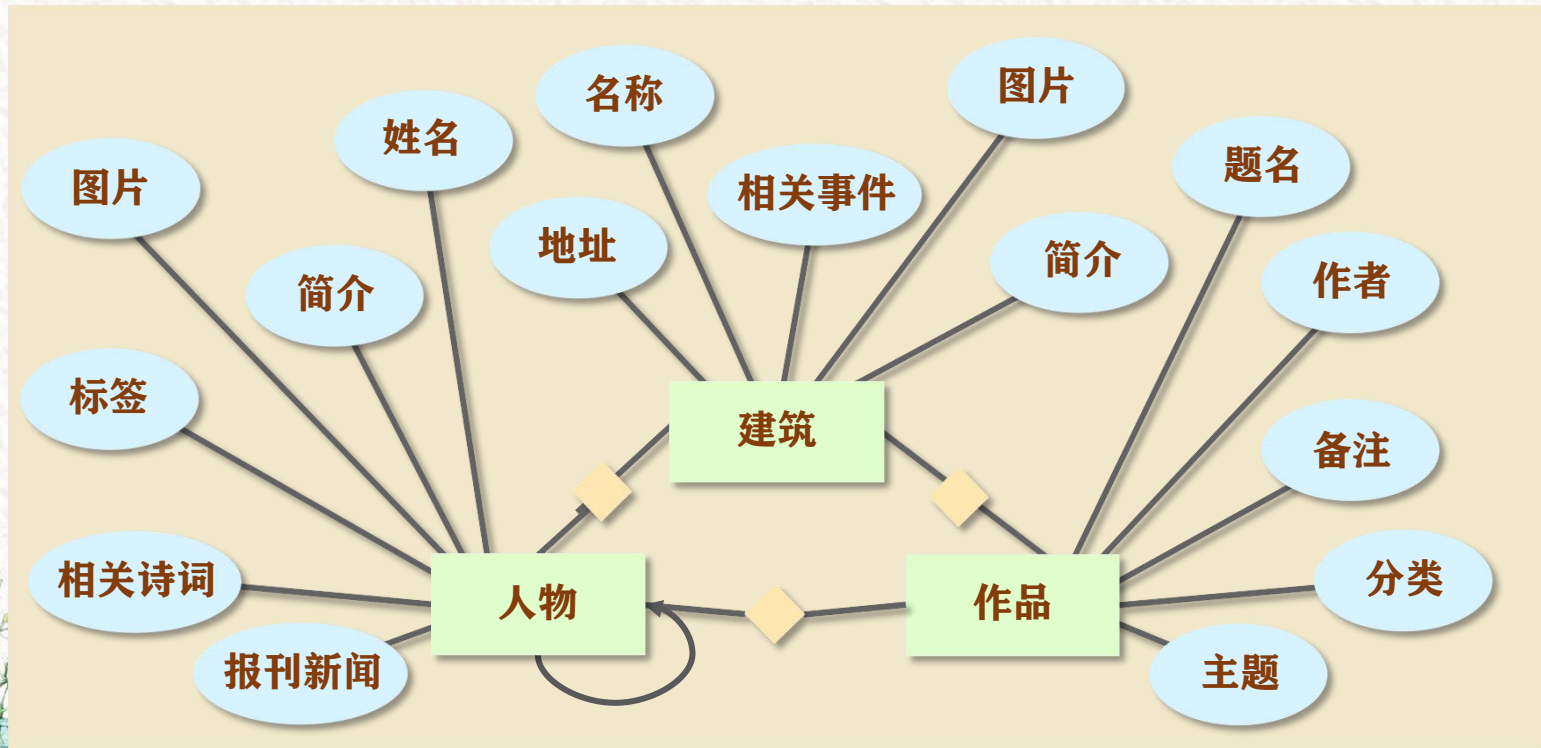 名称
图片
姓名
题名
图片
相关事件
地址
简介
作者
简介
标签
建筑
备注
相关诗词
人物
作品
分类
报刊新闻
主题